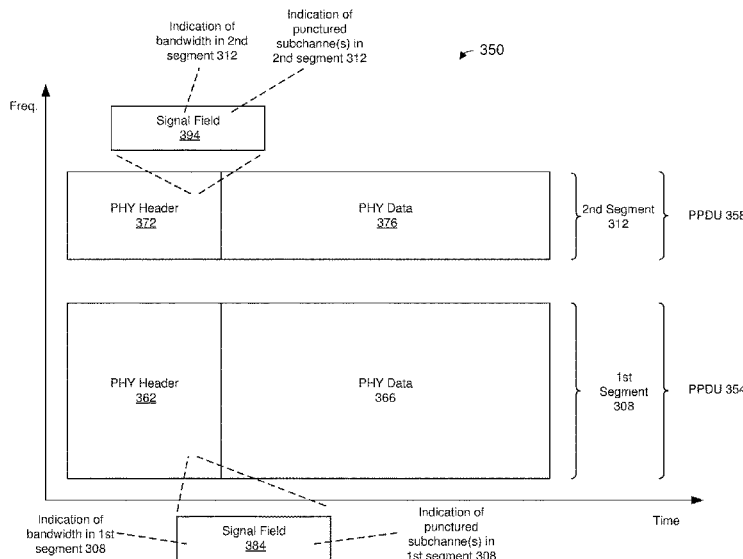 Indication of
bandwidth in 2nd
segment 312
Indication of
punctured
subchanne(s) in
2nd segment 312
350
Freq.
Signal Field
394
PHY Header
372
PHY Data
376
2nd Segment
312
PPDU 358
PHY Header
362
PHY Data
366
1st
Segment
308
PPDU 354
Time
Indication of
bandwidth in 1st
segment 308
Signal Field
384
Indication of
punctured
subchanne(s) in
1st segment 308